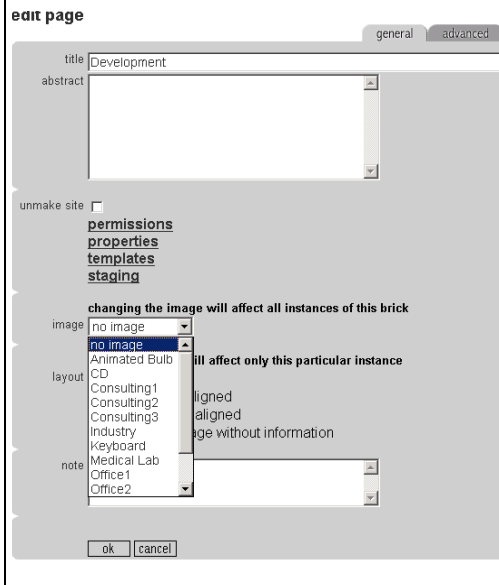 edit page
general advanced
title Development
abstract
unmake site
permissions
properties
templates
staging
changing the image will affect all instances of this brick
image no image
no image
Animated Bulb
ill affect only this particular instance
CD
layout
Consulting1
ligned
Consulting2
aligned
Consulting3
Industry
ge without information
Keyboard
Medical Lab
note
Office1
Office2
ok cancel